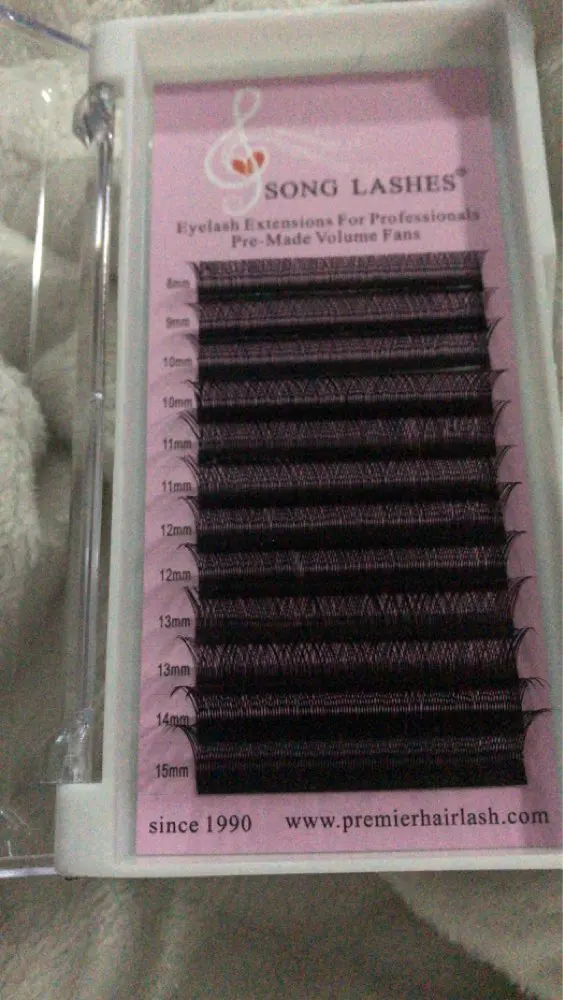 SONG LASHES®
Eyelash Extensions For Professionals
Pre-Made Volume Fans
8mm
9mm
10mm
10mm
11mm
11mm
12mm
12mm
13mm
13mm
14mm
15mm
since 1990 www.premierhairlash.com